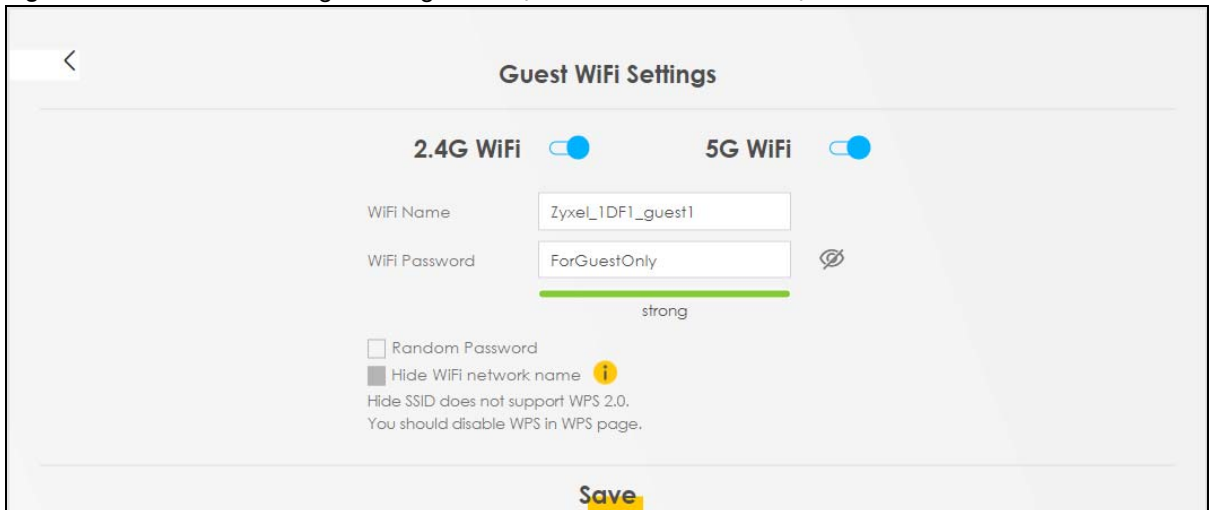 Guest WiFi Settings
2.4G WiFi 5G WiFi
WiFi Name Zyxel_1DF1_guest1
WiFi Password ForGuestOnly
strong
Random Password
Hide WiFi network name i
Hide SSID does not support WPS 2.0.
You should disable WPS in WPS page.
Save